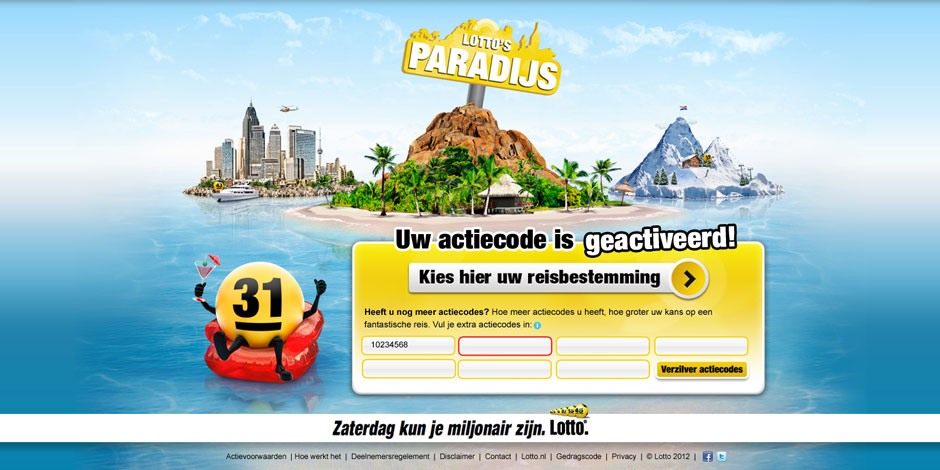 LOTTO'S
PARADIJS
Uw actiecode is geactiveerd!
Kies hier uw reisbestemming
31
Heeft u nog meer actiecodes? Hoe meer actiecodes u heeft, hoe groter uw kans op een
fantastische reis. Vul je extra actiecodes in: i
10234568
Verzilver actiecodes
Zaterdag kun je miljonair zijn. Lotto.
Actievoorwaarden | Hoe werkt het | Deelnemersregelement | Disclaimer | Contact | Lotto.nl | Gedragscode | Privacy | © Lotto 2012 |